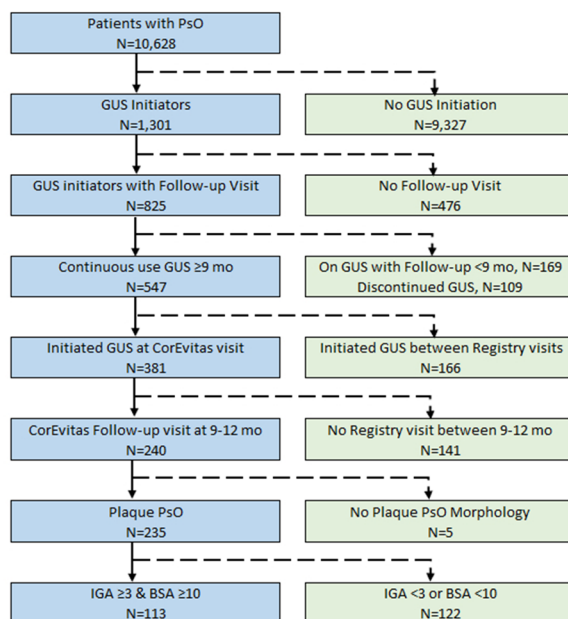 Patients with PsO
N=10,628
GUS Initiators
N=1,301
No GUS Initiation
N=9,327
GUS initiators with Follow-up Visit
N=825
No Follow-up Visit
N=476
Continuous use GUS ≥9 mo
N=547
On GUS with Follow-up <9 mo, N=169
Discontinued GUS, N=109
Initiated GUS at CorEvitas visit
N=381
Initiated GUS between Registry visits
N=166
CorEvitas Follow-up visit at 9-12 mo
N=240
No Registry visit between 9-12 mo
N=141
Plaque PsO
N=235
No Plaque PsO Morphology
N=5
IGA ≥3 & BSA ≥10
N=113
IGA <3 or BSA <10
N=122